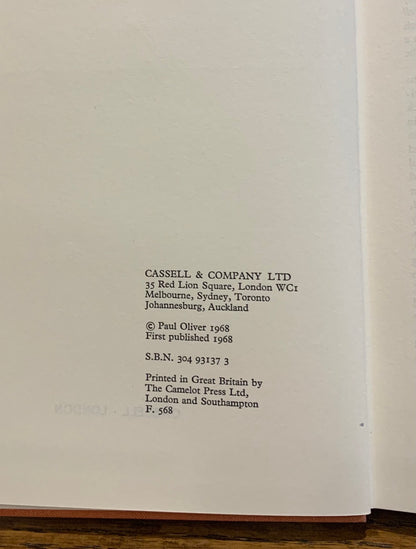 CASSELL & COMPANY LTD
35 Red Lion Square, London WC1
Melbourne, Sydney, Toronto
Johannesburg, Auckland
© Paul Oliver 1968
First published 1968
S.B.N. 304 93137 3
Printed in Great Britain by
The Camelot Press Ltd,
London and Southampton
F. 568